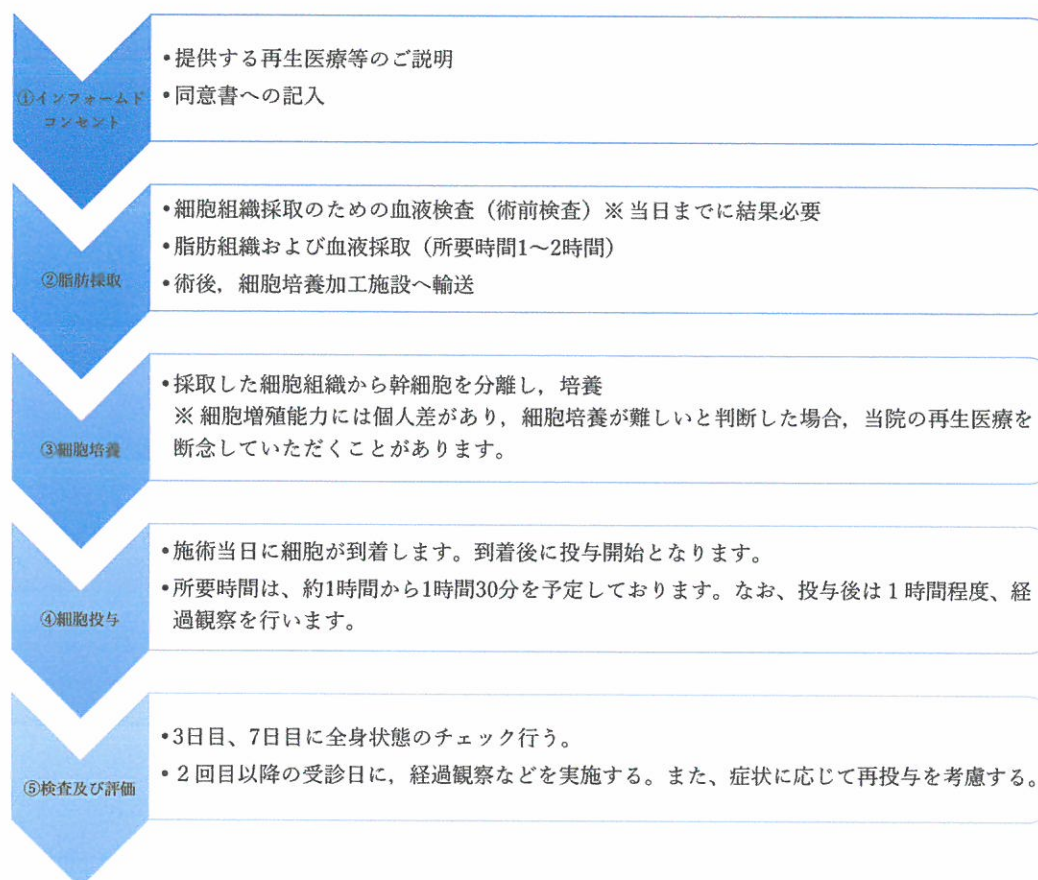 ①インフォームド
コンセント
•提供する再生医療等のご説明
•同意書への記入
②脂肪採取
•細胞組織採取のための血液検査（術前検査）※ 当日までに結果必要
•脂肪組織および血液採取（所要時間1～2時間）
•術後，細胞培養加工施設へ輸送
③細胞培養
•採取した細胞組織から幹細胞を分離し，培養
※ 細胞増殖能力には個人差があり，細胞培養が難しいと判断した場合，当院の再生医療を
断念していただくことがあります。
④細胞投与
•施術当日に細胞が到着します。到着後に投与開始となります。
•所要時間は、約1時間から1時間30分を予定しております。なお、投与後は１時間程度、経
過観察を行います。
⑤検査及び評価
•3日目、7日目に全身状態のチェック行う。
•２回目以降の受診日に，経過観察などを実施する。また、症状に応じて再投与を考慮する。